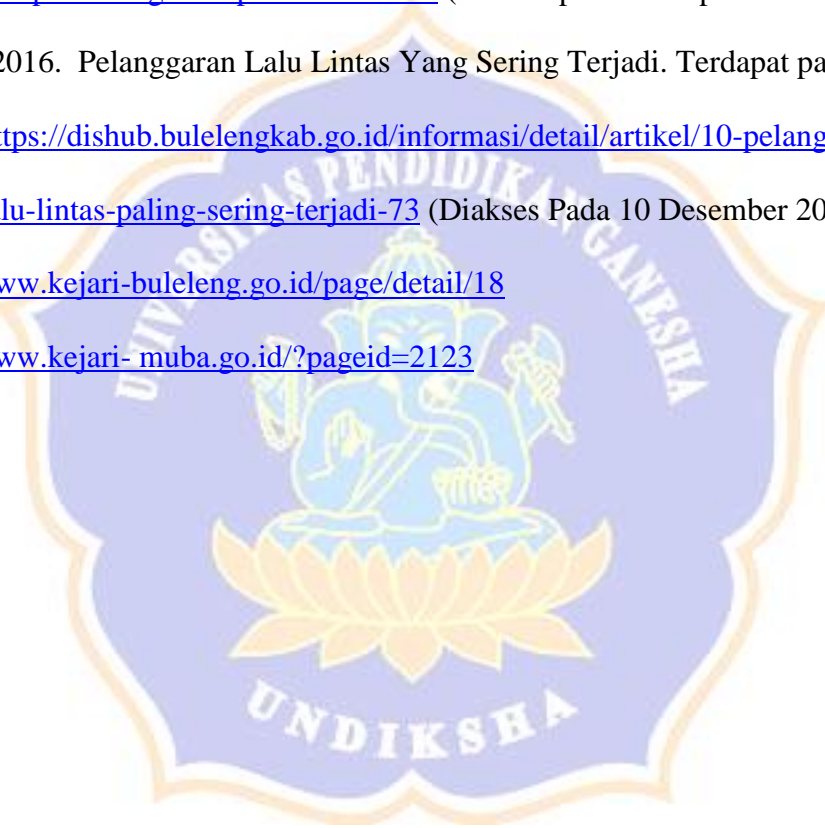 2016. Pelanggaran Lalu Lintas Yang Sering Terjadi. Terdapat pa
ttps://dishub.bulelengkab.go.id/informasi/detail/artikel/10-pelang
alu-lintas-paling-sering-terjadi-73 (Diakses Pada 10 Desember 20
ww.kejari-buleleng.go.id/page/detail/18
ww.kejari- muba.go.id/?pageid=2123
UNIVERSITAS PENDIDIKAN GANESHA
UNDIKSHA